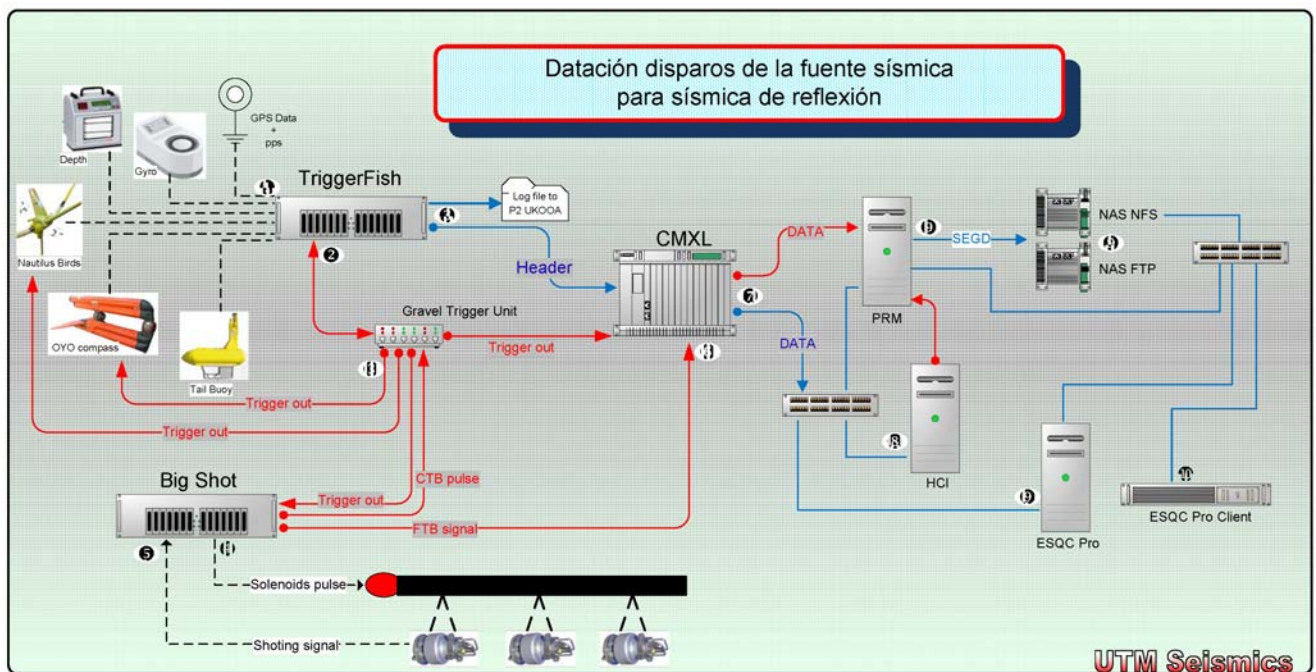 Datación disparos de la fuente sísmica
para sísmica de reflexión
GPS Data
+
pps
Depth
Gyro
TriggerFish
Log file to
P2 UKOOA
Nautilus Birds
2
Header
CMXL
DATA
SEGD
NAS NFS
NAS FTP
PRM
Gravel Trigger Unit
Trigger out
OYO compass
Tail Buoy
DATA
Trigger out
Trigger out
HCI
Big Shot
Trigger out
CTB pulse
FTB signal
5
10
ESQC Pro Client
ESQC Pro
Solenoids pulse
Shoting signal
UTM Seismics